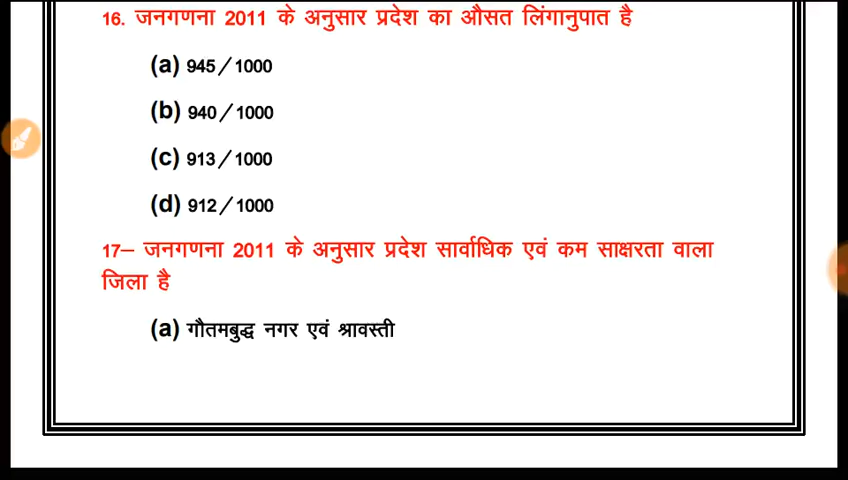 16. जनगणना 2011 के अनुसार प्रदेश का औसत लिंगानुपात है
(a) 945/1000
(b) 940/1000
(c) 913/1000
(d) 912/1000
17– जनगणना 2011 के अनुसार प्रदेश सार्वाधिक एवं कम साक्षरता वाला
जिला है
(a) गौतमबुद्ध नगर एवं श्रावस्ती